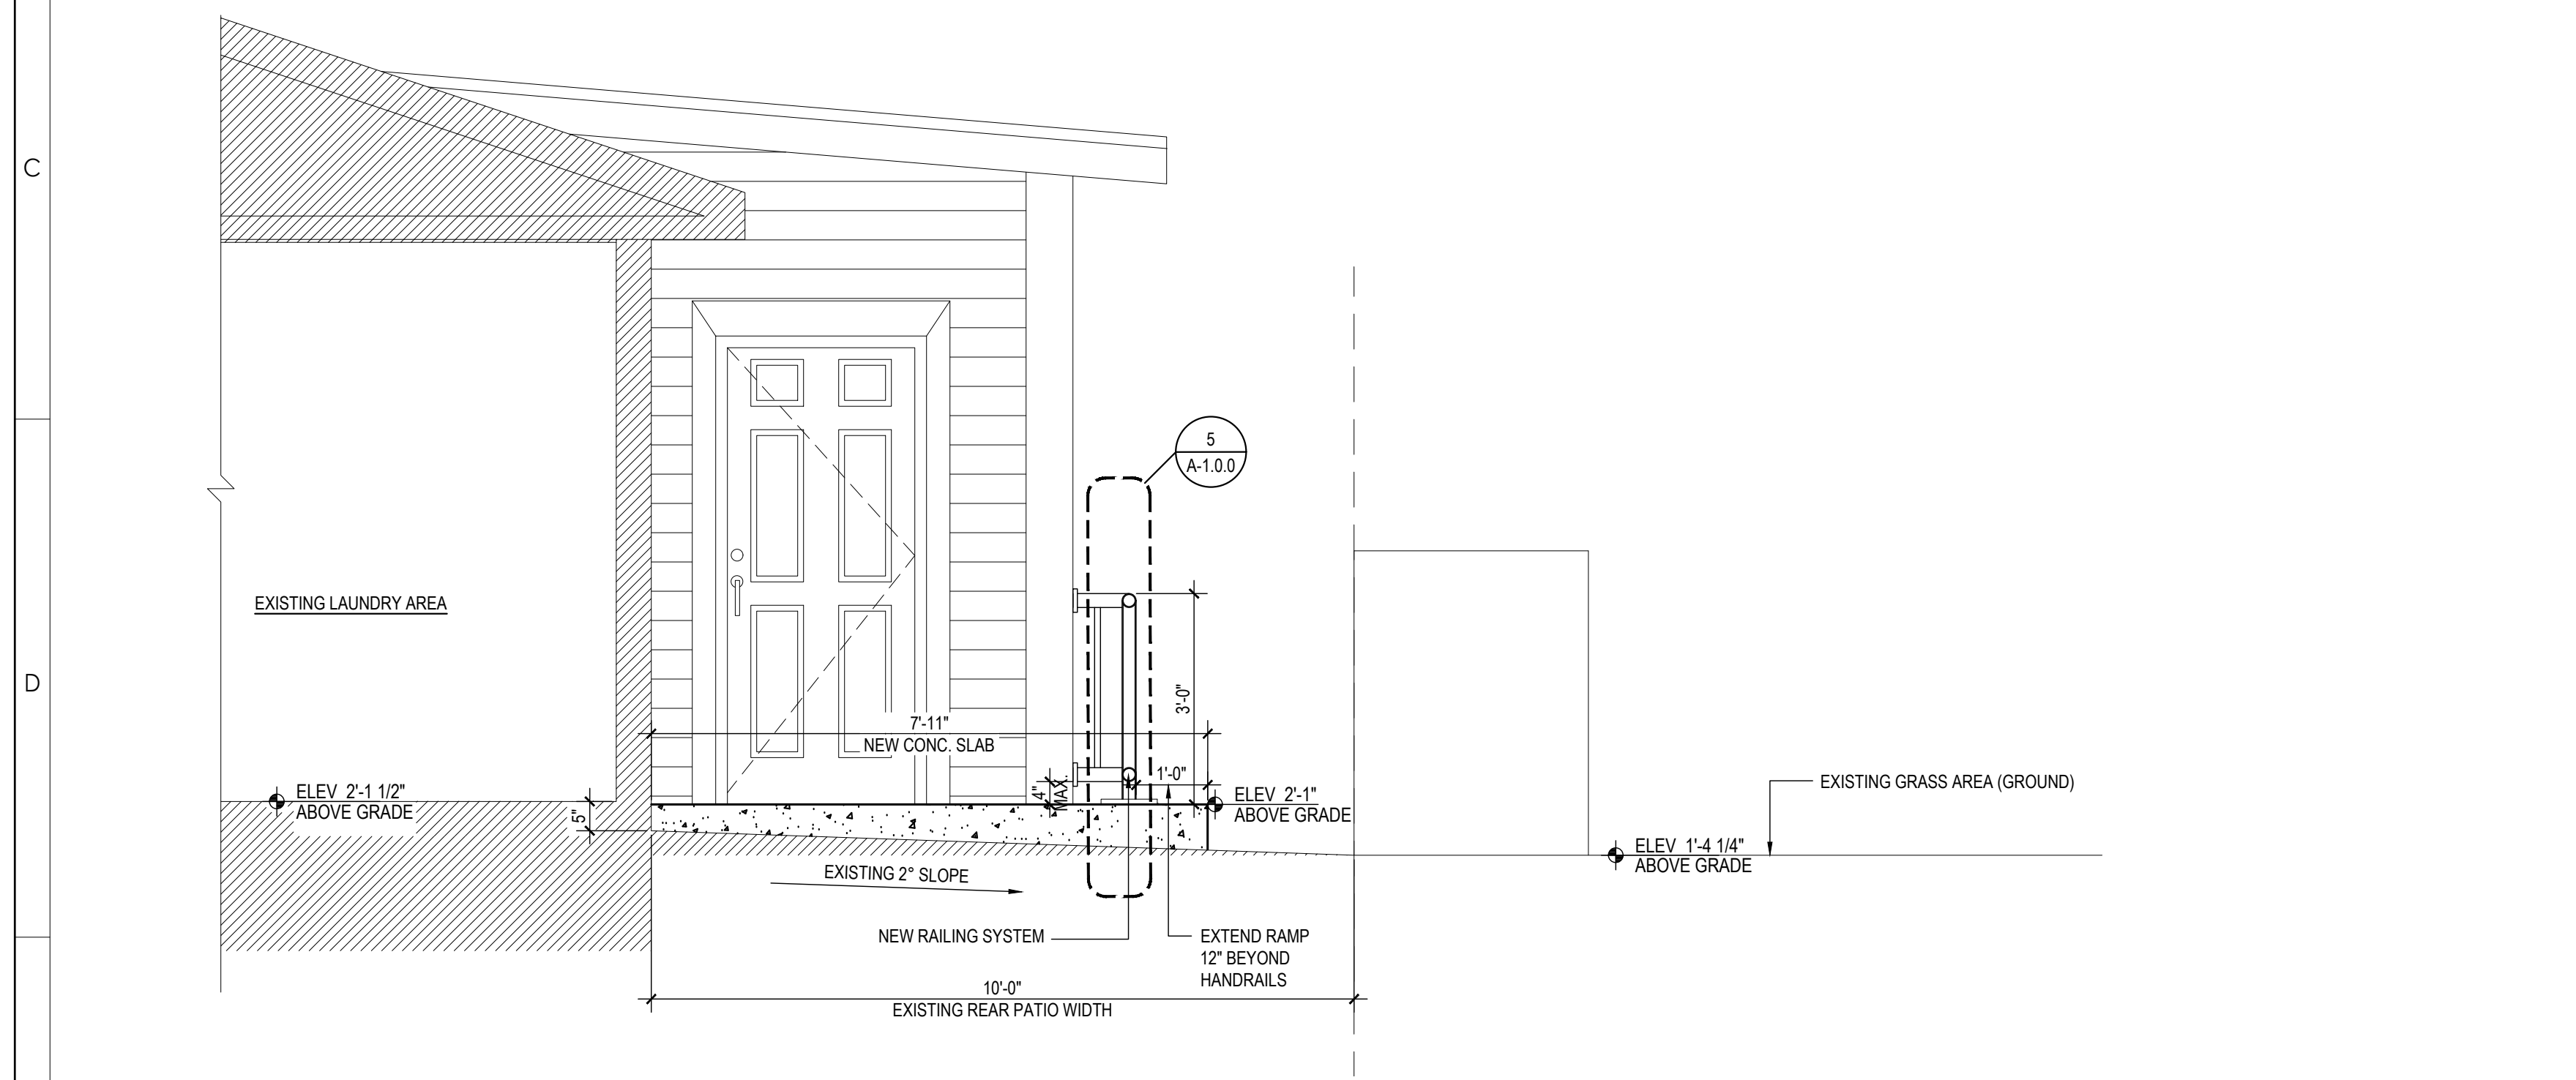 C
5
A-1.0.0
EXISTING LAUNDRY AREA
3'-0"
D
7'-11"
NEW CONC. SLAB
1'-0"
4"
MAX.
5"
ELEV 2'-1 1/2"
ABOVE GRADE
ELEV 2'-1"
ABOVE GRADE
EXISTING GRASS AREA (GROUND)
ELEV 1'-4 1/4"
ABOVE GRADE
EXISTING 2° SLOPE
NEW RAILING SYSTEM
EXTEND RAMP
12" BEYOND
HANDRAILS
10'-0"
EXISTING REAR PATIO WIDTH